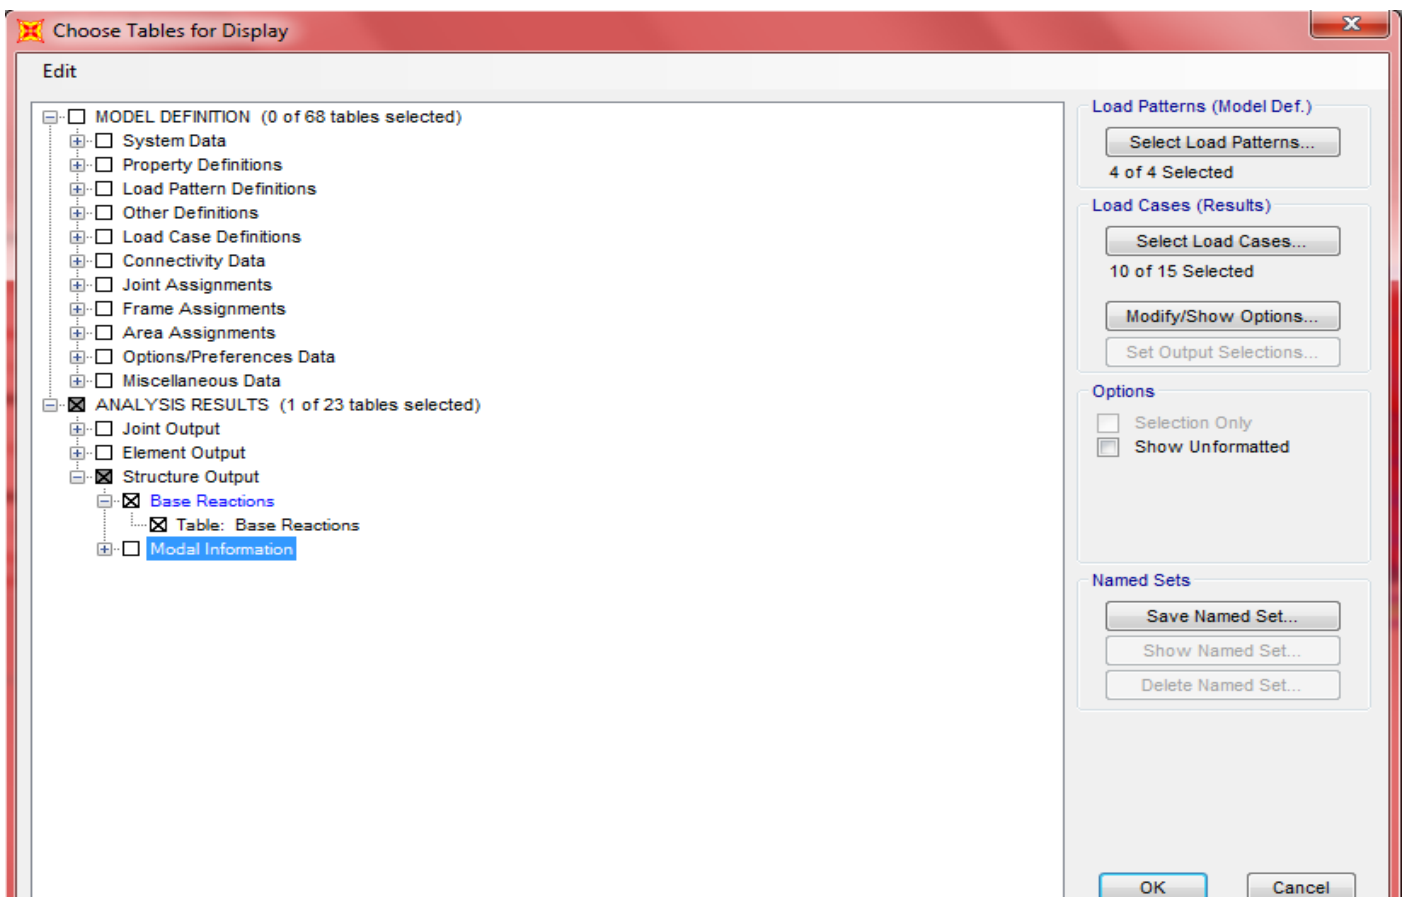 Choose Tables for Display
Edit
MODEL DEFINITION (0 of 68 tables selected)
System Data
Property Definitions
Load Pattern Definitions
Other Definitions
Load Case Definitions
Connectivity Data
Joint Assignments
Frame Assignments
Area Assignments
Options/Preferences Data
Miscellaneous Data
ANALYSIS RESULTS (1 of 23 tables selected)
Joint Output
Element Output
Structure Output
Base Reactions
Table: Base Reactions
Modal Information
Load Patterns (Model Def.)
Select Load Patterns...
4 of 4 Selected
Load Cases (Results)
Select Load Cases...
10 of 15 Selected
Modify/Show Options...
Set Output Selections...
Options
Selection Only
Show Unformatted
Named Sets
Save Named Set...
Show Named Set...
Delete Named Set...
OK
Cancel